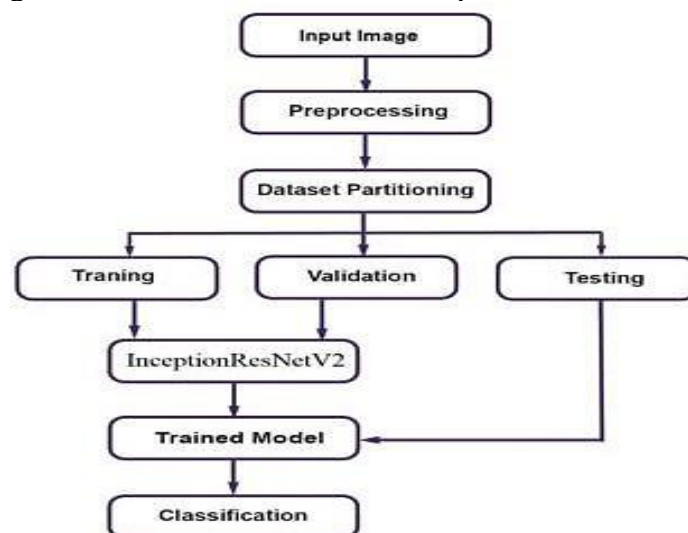 Input Image
Preprocessing
Dataset Partitioning
Traning
Validation
Testing
InceptionResNetV2
Trained Model
Classification